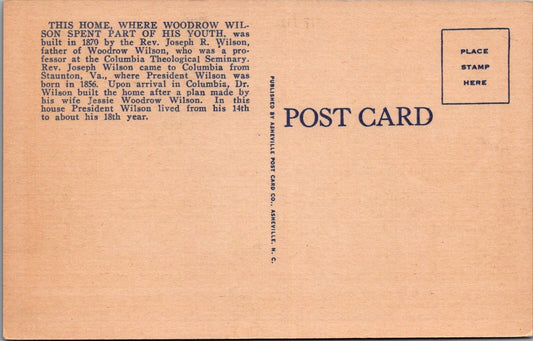 THIS HOME, WHERE WOODROW WIL-
SON SPENT PART OF HIS YOUTH, was
built in 1870 by the Rev. Joseph R. Wilson,
father of Woodrow Wilson, who was a pro-
fessor at the Columbia Theological Seminary.
Rev. Joseph Wilson came to Columbia from
Staunton, Va., where President Wilson was
born in 1856. Upon arrival in Columbia, Dr.
Wilson built the home after a plan made by
his wife Jessie Woodrow Wilson. In this
house President Wilson lived from his 14th
to about his 18th year.
PUBLISHED BY ASHEVILLE POST CARD CO., ASHEVILLE, N. C.
POST CARD
PLACE
STAMP
HERE